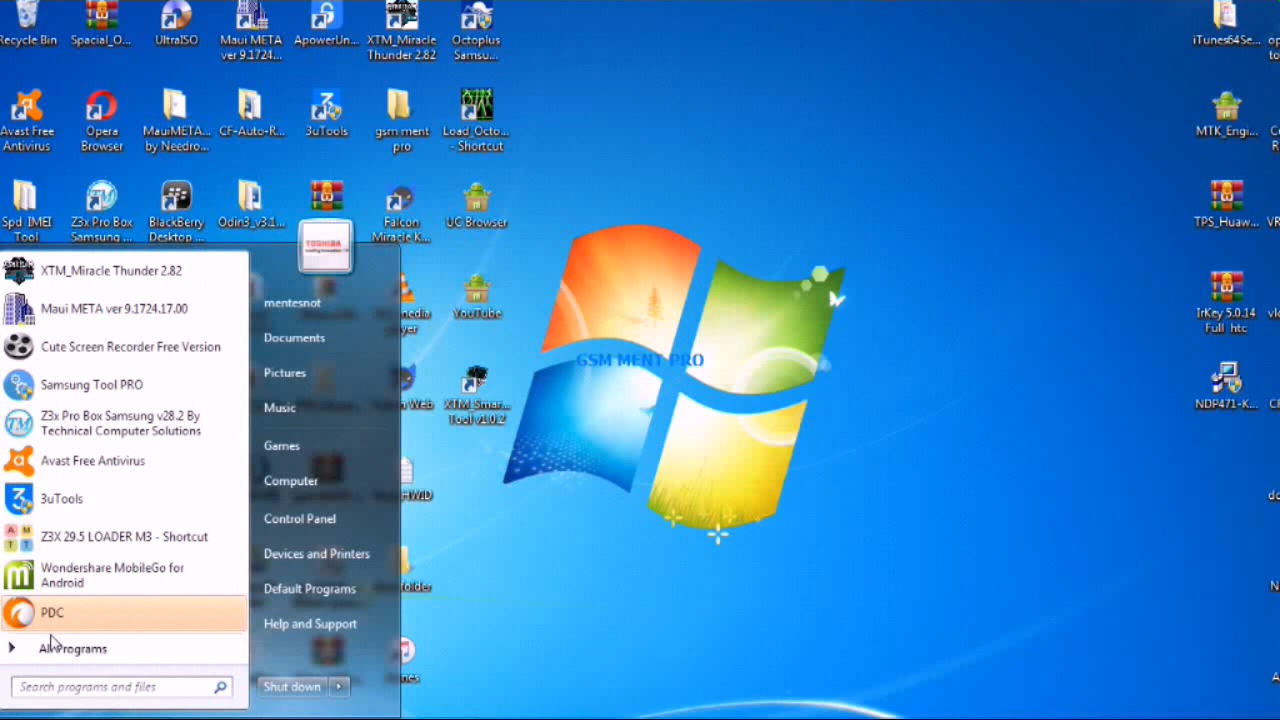 Recycle Bin
Spacial_O...
UltraISO
Maui META
ver 9.1724...
ApowerUn...
XTM_Miracle
Thunder 2.82
Octoplus
Samsu...
iTunes64Se...
Avast Free
Antivirus
Opera
Browser
MauiMETA...
by Needro...
CF-Auto-R...
3uTools
gsm ment
pro
Load_Octo...
- Shortcut
MTK_Engi...
Spd_IMEI
Tool
Z3x Pro Box
Samsung ...
BlackBerry
Desktop ...
Odin3_v3.1...
Falcon
Miracle K...
UC Browser
TPS_Huaw...
TOSHIBA
XTM_Miracle Thunder 2.82
Maui META ver 9.1724.17.00
Cute Screen Recorder Free Version
Samsung Tool PRO
Z3x Pro Box Samsung v28.2 By
Technical Computer Solutions
Avast Free Antivirus
3uTools
Z3X 29.5 LOADER M3 - Shortcut
Wondershare MobileGo for
Android
PDC
All Programs
Search programs and files
mentesnot
Documents
Pictures
Music
Games
Computer
Control Panel
Devices and Printers
Default Programs
Help and Support
Shut down
YouTube
XTM_Smar...
Tool v1.0.2
GSM MENT PRO
IrKey 5.0.14
Full_htc
NDP471-K...